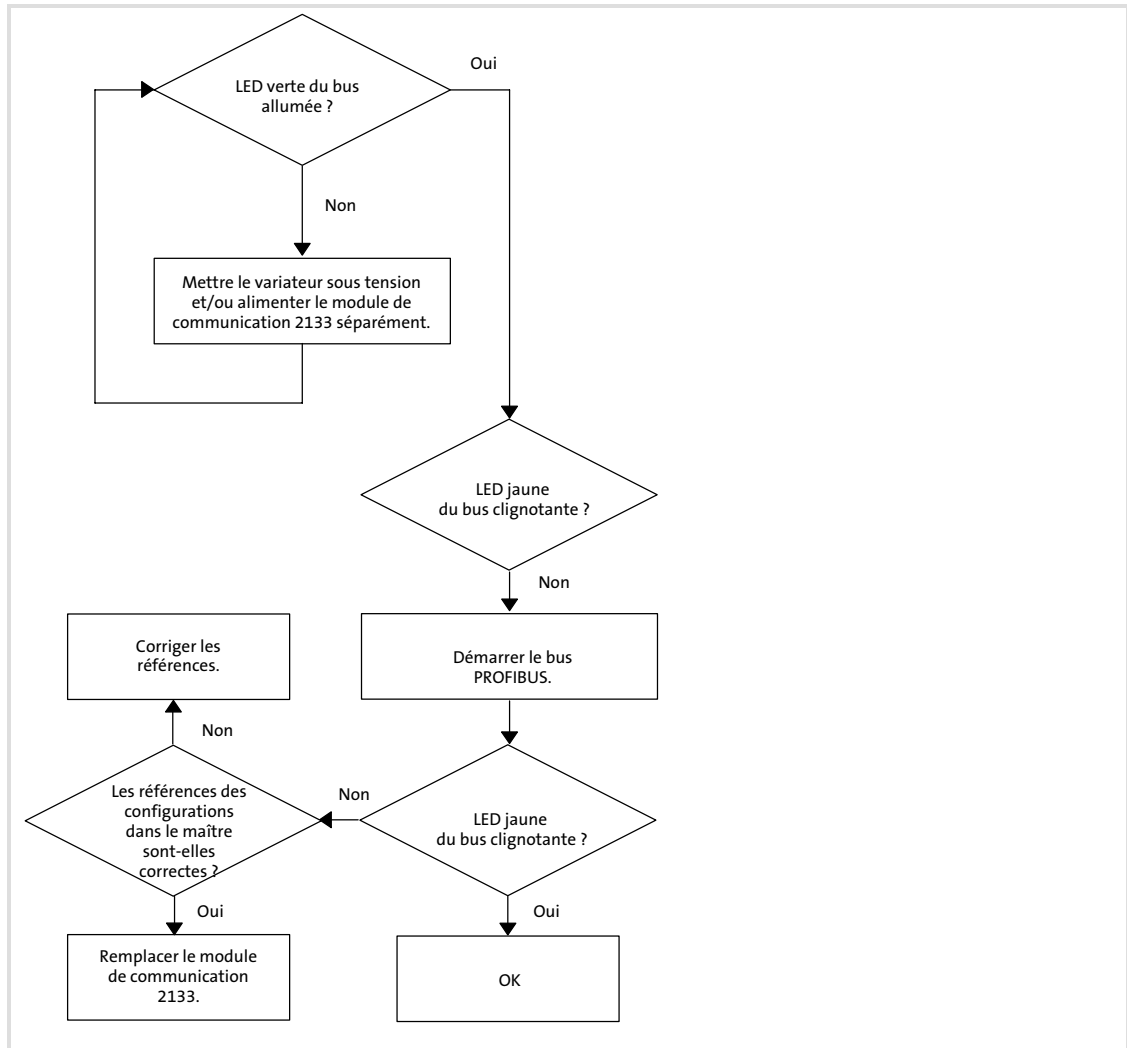 Oui
LED verte du bus
allumée ?
Non
Mettre le variateur sous tension
et/ou alimenter le module de
communication 2133 séparément.
LED jaune
du bus clignotante ?
Non
Démarrer le bus
PROFIBUS.
Corriger les
références.
Non
Les références des
configurations
dans le maître
sont-elles
correctes ?
Non
LED jaune
du bus clignotante ?
Oui
Oui
Remplacer le module
de communication
2133.
OK